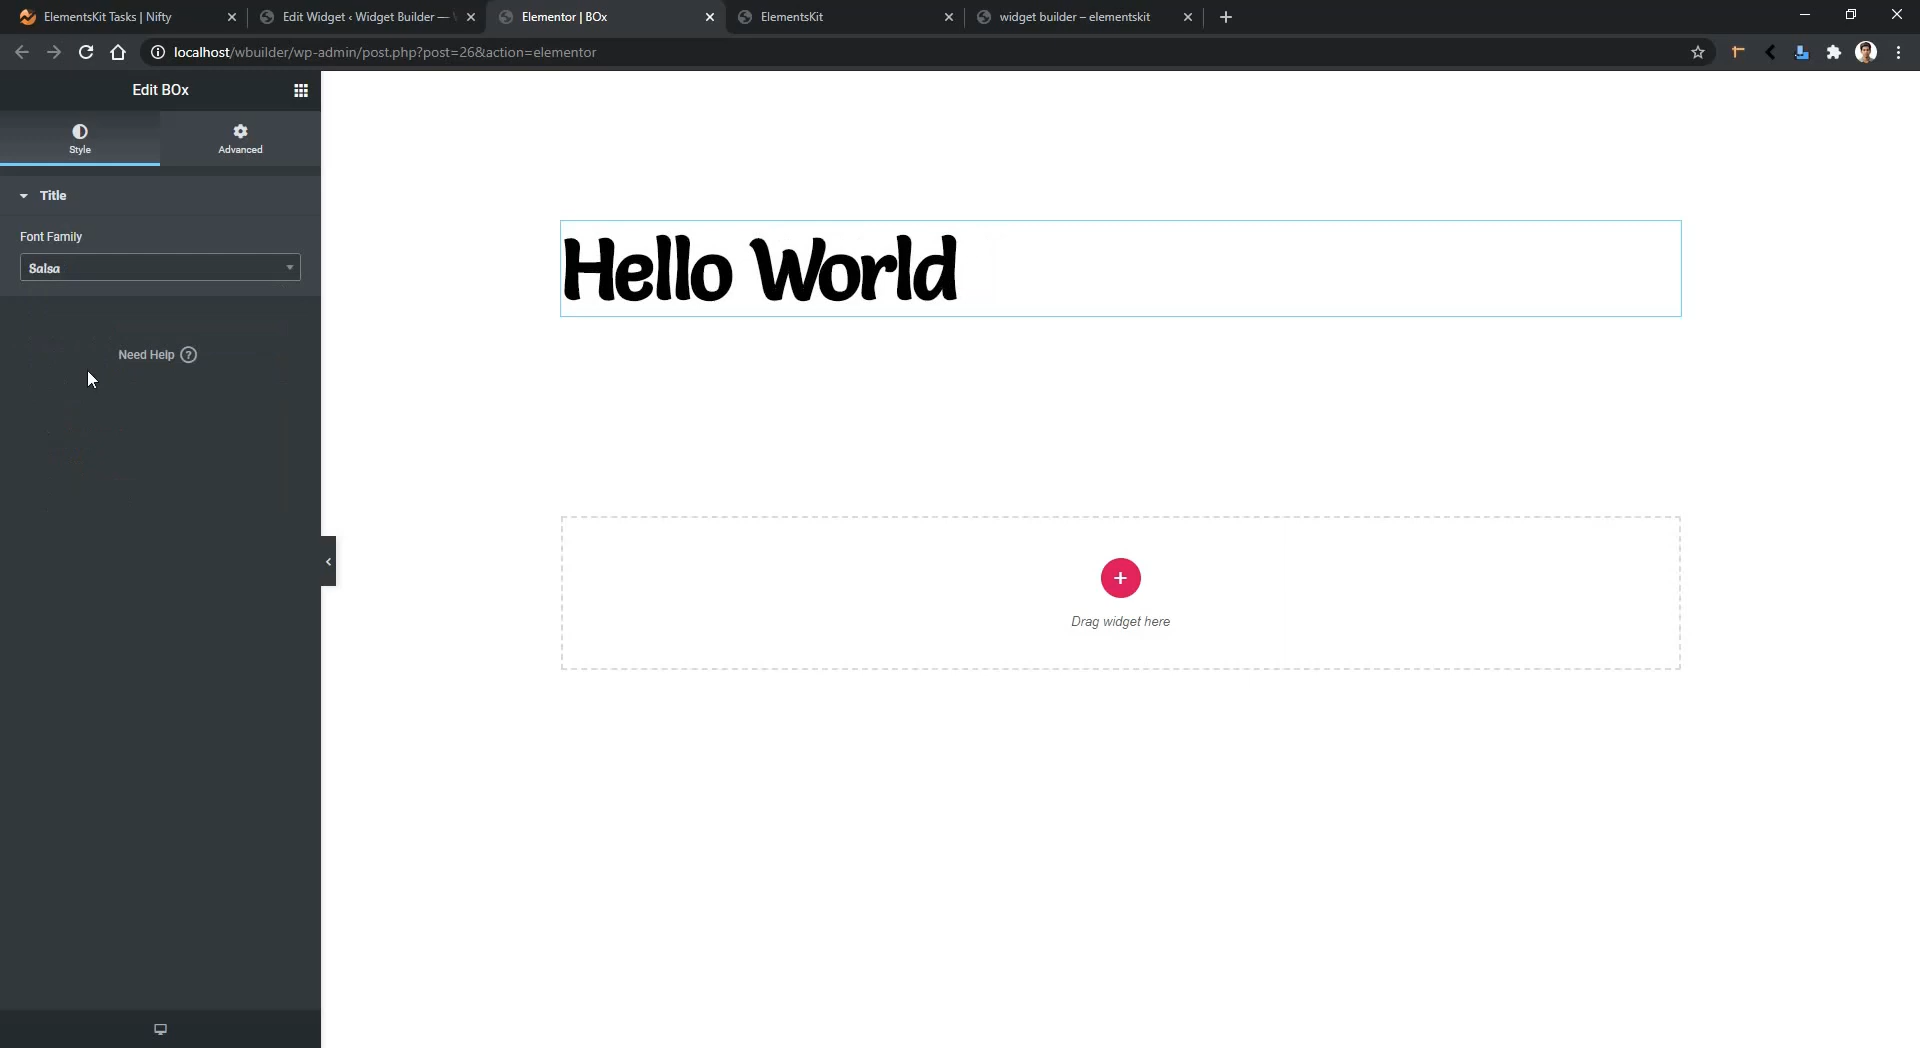 ElementsKit Tasks | Nifty
Edit Widget ‹ Widget Builder —
Elementor | BOx
ElementsKit
widget builder – elementskit
localhost/wbuilder/wp-admin/post.php?post=26&action=elementor
Edit BOx
Style
Advanced
Title
Font Family
Salsa
Need Help ?
Hello World
Drag widget here